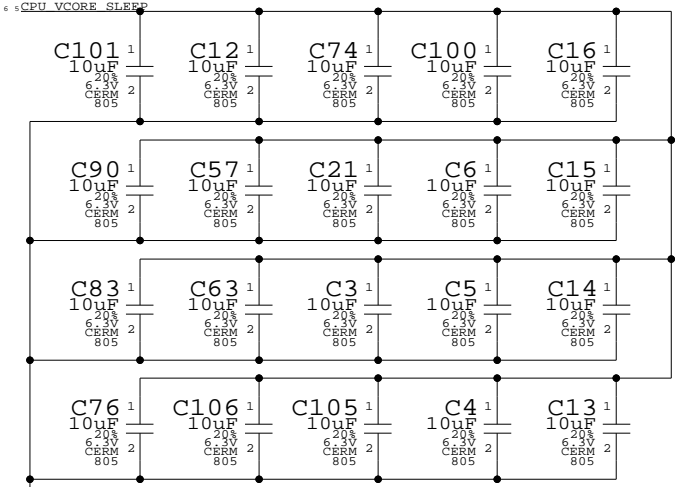 6 5 CPU_VCORE_SLEEP
C101 1 C12 1 C74 1 C100 1 C16 1
10uF 10uF 10uF 10uF 10uF
20% 20% 20% 20% 20%
6.3V 2 6.3V 2 6.3V 2 6.3V 2 6.3V 2
CERM CERM CERM CERM CERM
805 805 805 805 805
C90 1 C57 1 C21 1 C6 1 C15 1
10uF 10uF 10uF 10uF 10uF
20% 20% 20% 20% 20%
6.3V 2 6.3V 2 6.3V 2 6.3V 2 6.3V 2
CERM CERM CERM CERM CERM
805 805 805 805 805
C83 1 C63 1 C3 1 C5 1 C14 1
10uF 10uF 10uF 10uF 10uF
20% 20% 20% 20% 20%
6.3V 2 6.3V 2 6.3V 2 6.3V 2 6.3V 2
CERM CERM CERM CERM CERM
805 805 805 805 805
C76 1 C106 1 C105 1 C4 1 C13 1
10uF 10uF 10uF 10uF 10uF
20% 20% 20% 20% 20%
6.3V 2 6.3V 2 6.3V 2 6.3V 2 6.3V 2
CERM CERM CERM CERM CERM
805 805 805 805 805